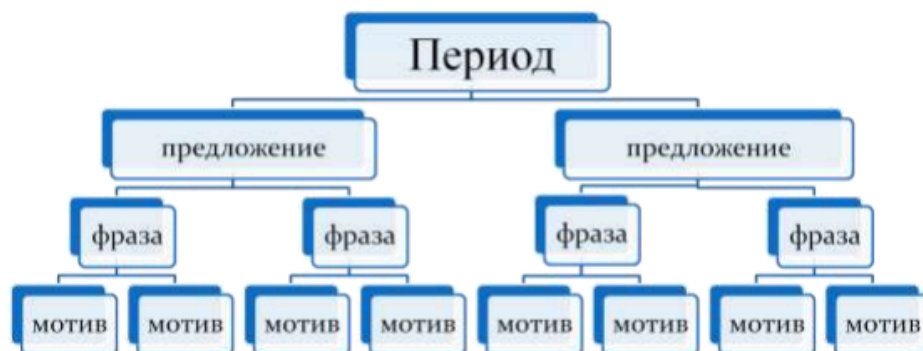 Период
предложение предложение
фраза фраза фраза фраза
мотив мотив мотив мотив мотив мотив мотив мотив